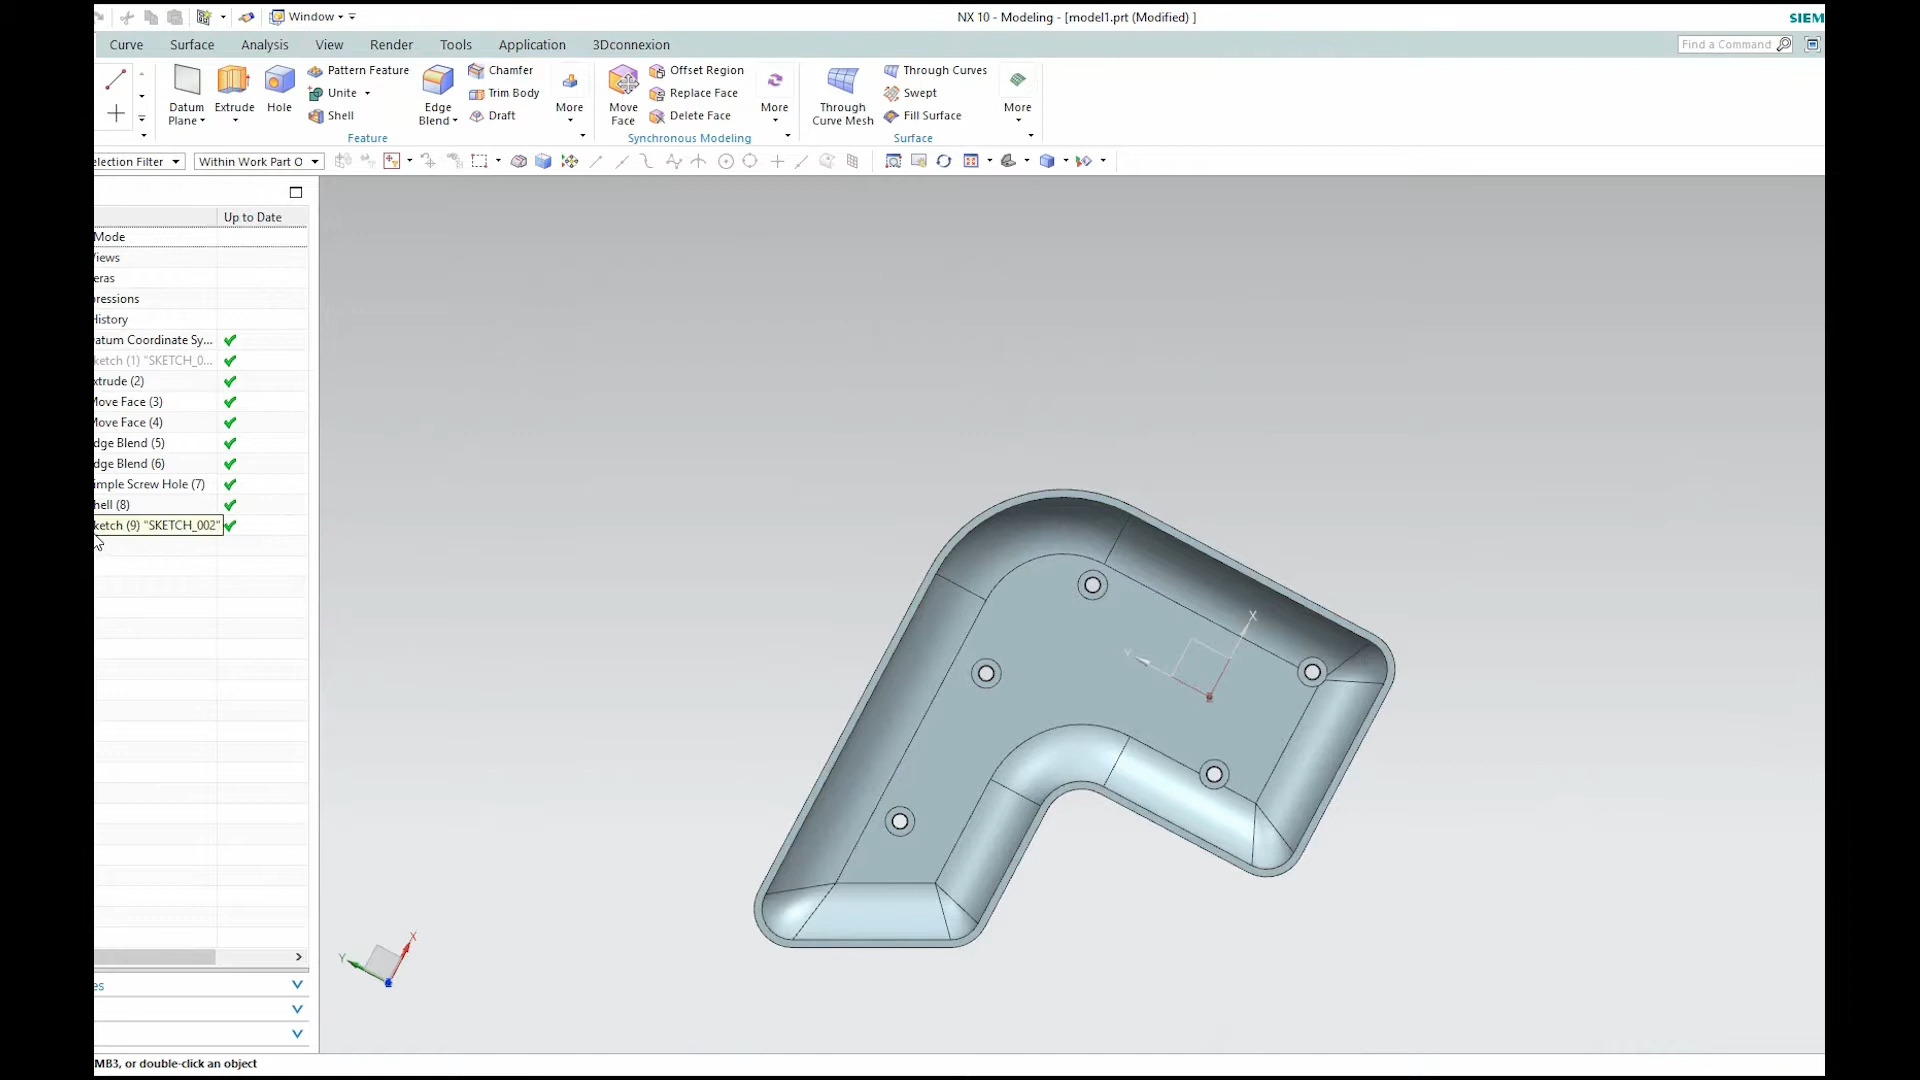 Window
NX 10 - Modeling - [model1.prt (Modified) ]
SIEM
Curve
Surface
Analysis
View
Render
Tools
Application
3Dconnexion
Find a Command
Datum
Plane
Extrude
Hole
Pattern Feature
Unite
Shell
Edge
Blend
Chamfer
Trim Body
Draft
More
Feature
Move
Face
Offset Region
Replace Face
Delete Face
More
Synchronous Modeling
Through
Curve Mesh
Through Curves
Swept
Fill Surface
More
Surface
election Filter
Within Work Part O
Up to Date
Mode
iews
eras
pressions
History
atum Coordinate Sy...
ketch (1) "SKETCH_0...
xtrude (2)
Move Face (3)
Move Face (4)
dge Blend (5)
dge Blend (6)
imple Screw Hole (7)
hell (8)
ketch (9) "SKETCH_002"
X
Y
X
Y
es
MB3, or double-click an object